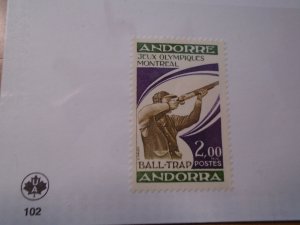 ANDORRE
JEUX OLYMPIQUES
MONTREAL
2,00
POSTES
BALL-TRAP
ANDORRA
102